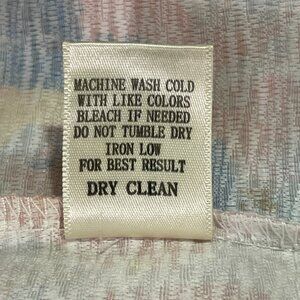 MACHINE WASH COLD
WITH LIKE COLORS
BLEACH IF NEEDED
DO NOT TUMBLE DRY
IRON LOW
FOR BEST RESULT
DRY CLEAN